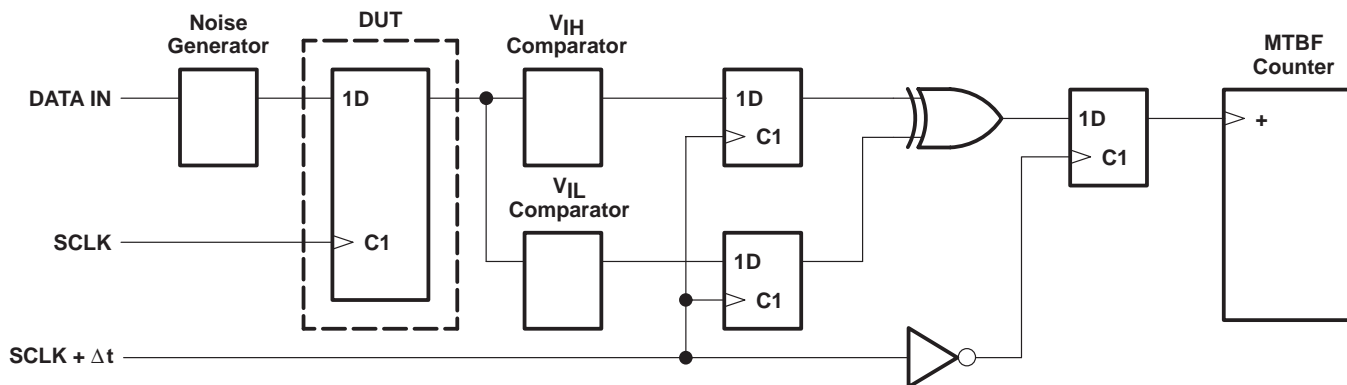 DUT
Noise
Generator
VIH
Comparator
MTBF
Counter
DATA IN
1D
1D
1D
+
C1
C1
VIL
Comparator
SCLK
C1
1D
C1
SCLK + Δt